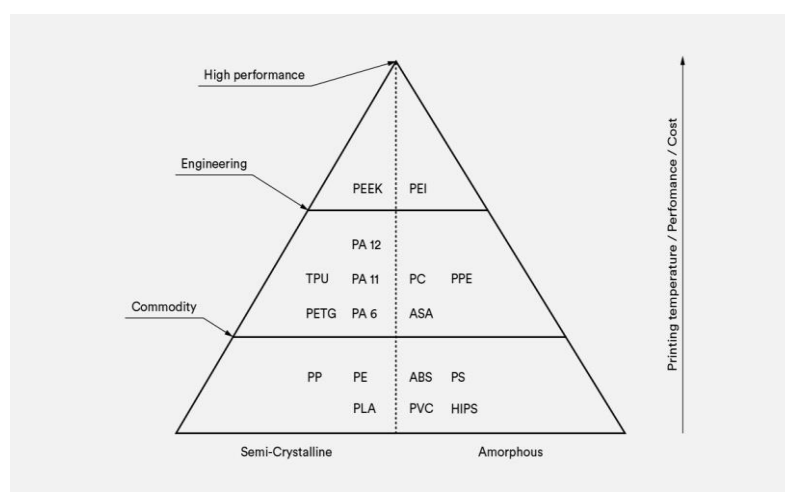 High performance
Engineering
PEEK PEI
PA 12
TPU PA 11 PC PPE
Commodity
PETG PA 6 ASA
PP PE ABS PS
PLA PVC HIPS
Semi-Crystalline Amorphous
Printing temperature / Perfomance / Cost